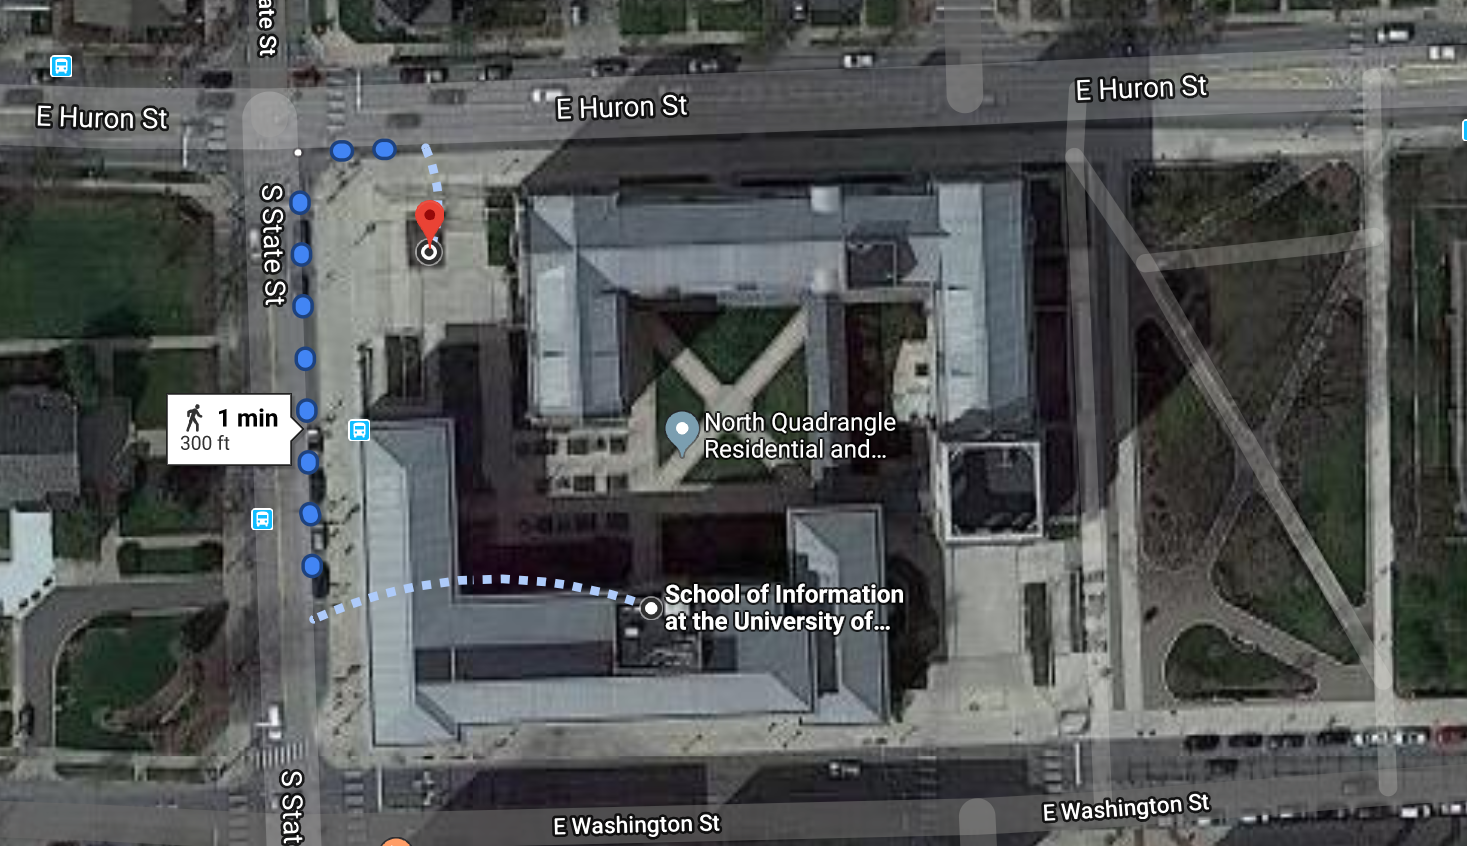 ate St
E Huron St
E Huron St
E Huron St
S State St
1 min
300 ft
North Quadrangle
Residential and...
School of Information
at the University of...
S Stat
E Washington St
E Washington St